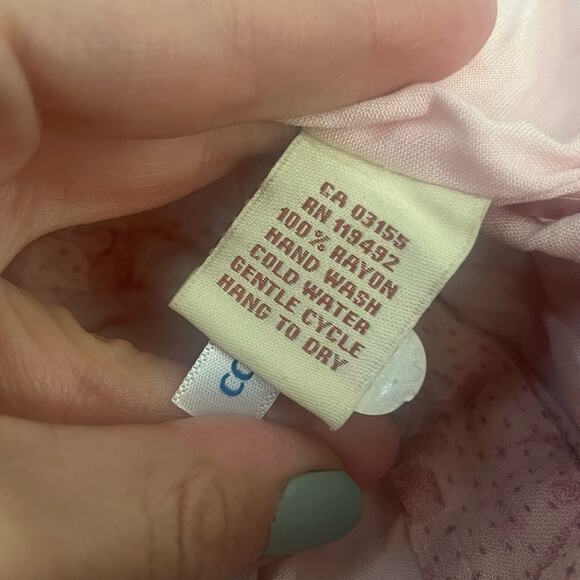 CA 03155
RN 119492
100% RAYON
HAND WASH
COLD WATER
GENTLE CYCLE
HANG TO DRY